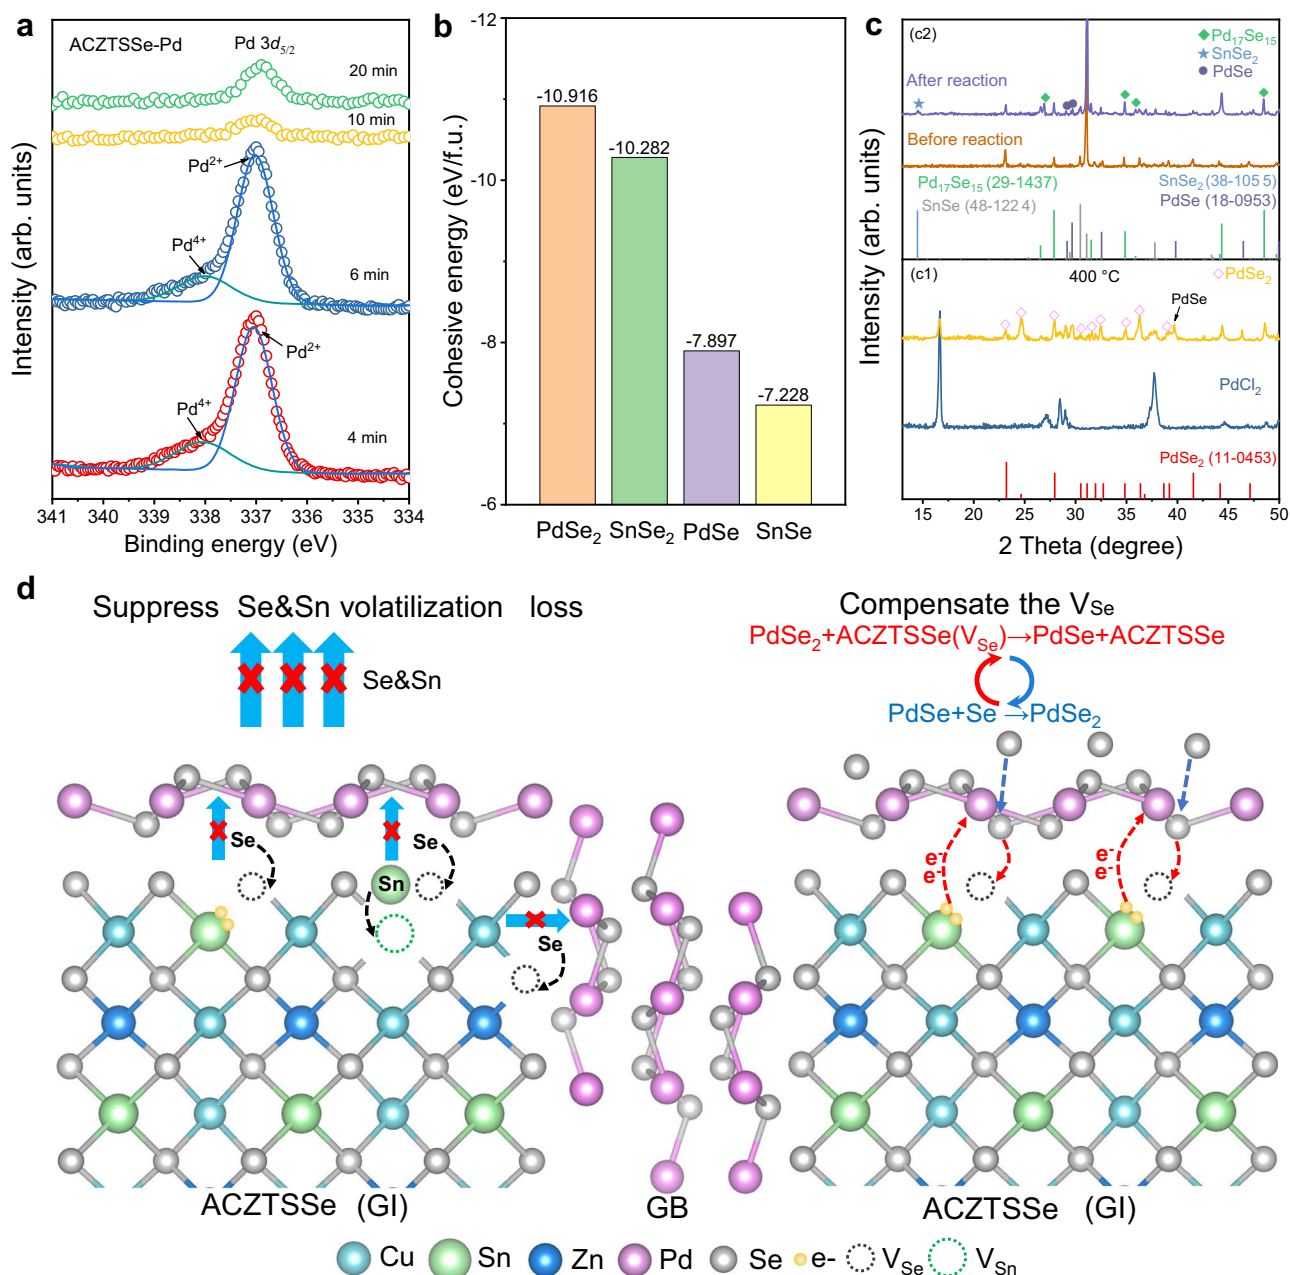 a
ACZTSSe-Pd
Pd 3d5/2
20 min
10 min
Pd2+
Pd4+
6 min
Pd2+
Pd4+
4 min
Intensity (arb. units)
341 340 339 338 337 336 335 334
Binding energy (eV)
b
-12
-10
-8
-6
Cohesive energy (eV/f.u.)
-10.916
-10.282
-7.897
-7.228
PdSe2 SnSe2 PdSe SnSe
c
(c2)
Pd17Se15
SnSe2
PdSe
After reaction
Before reaction
Pd17Se15 (29-1437)
SnSe2 (38-1055)
SnSe (48-1224)
PdSe (18-0953)
(c1)
400 °C
PdSe2
PdSe
PdCl2
PdSe2 (11-0453)
Intensity (arb. units)
15 20 25 30 35 40 45 50
2 Theta (degree)
d
Suppress Se&Sn volatilization loss
Se&Sn
Se
Se
Sn
Se
ACZTSSe (GI)
GB
Compensate the VSe
PdSe2+ACZTSSe(VSe)→PdSe+ACZTSSe
PdSe+Se →PdSe2
e-
e-
e-
e-
ACZTSSe (GI)
Cu Sn Zn Pd Se e- VSe VSn